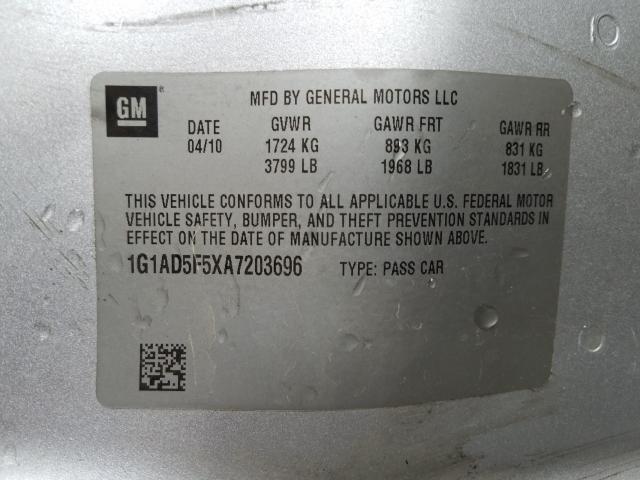 GM
MFD BY GENERAL MOTORS LLC
DATE GVWR GAWR FRT GAWR RR
04/10 1724 KG 893 KG 831 KG
3799 LB 1968 LB 1831 LB
THIS VEHICLE CONFORMS TO ALL APPLICABLE U.S. FEDERAL MOTOR
VEHICLE SAFETY, BUMPER, AND THEFT PREVENTION STANDARDS IN
EFFECT ON THE DATE OF MANUFACTURE SHOWN ABOVE.
1G1AD5F5XA7203696 TYPE: PASS CAR